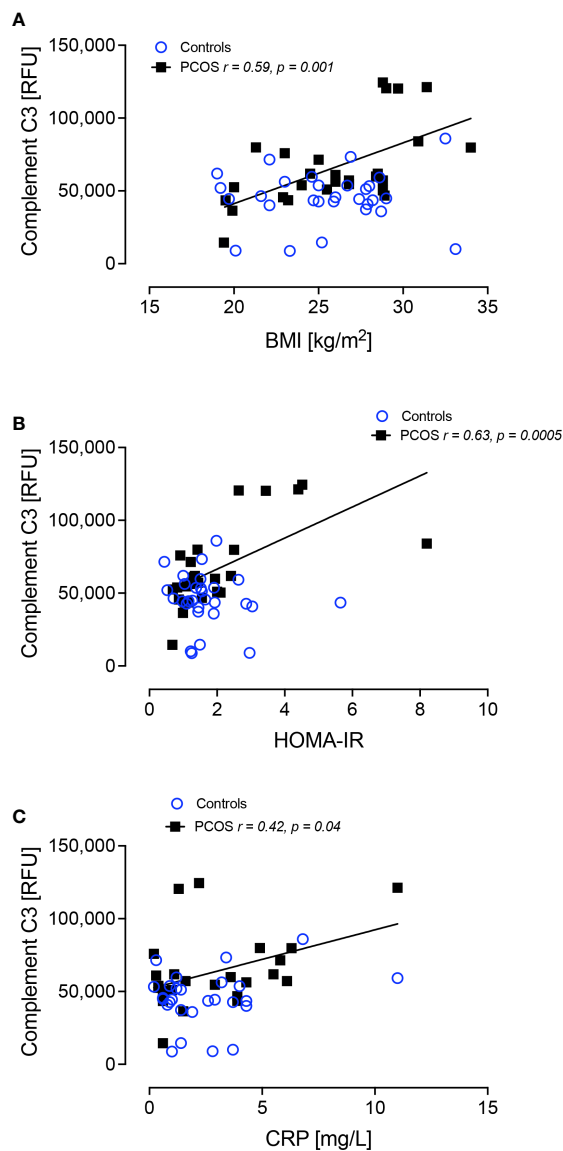 A
Controls
PCOS r = 0.59, p = 0.001
Complement C3 [RFU]
150,000
100,000
50,000
0
15 20 25 30 35
BMI [kg/m²]
B
Controls
PCOS r = 0.63, p = 0.0005
Complement C3 [RFU]
150,000
100,000
50,000
0
0 2 4 6 8 10
HOMA-IR
C
Controls
PCOS r = 0.42, p = 0.04
Complement C3 [RFU]
150,000
100,000
50,000
0
0 5 10 15
CRP [mg/L]